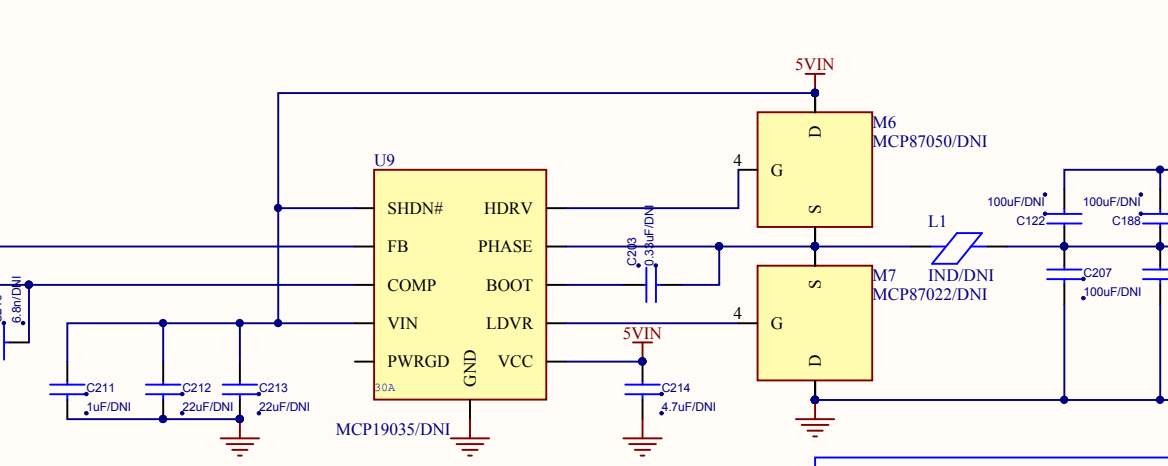 5VIN
M6
MCP87050/DNI
D
4
G
S
U9
SHDN#
HDRV
FB
PHASE
COMP
BOOT
VIN
LDVR
PWRGD
GND
VCC
30A
MCP19035/DNI
C203
0.33uF/DNI
L1
IND/DNI
100uF/DNI
C122
100uF/DNI
C188
M7
MCP87022/DNI
S
4
G
D
C207
100uF/DNI
6.8n/DNI
C211
1uF/DNI
C212
22uF/DNI
C213
22uF/DNI
5VIN
C214
4.7uF/DNI